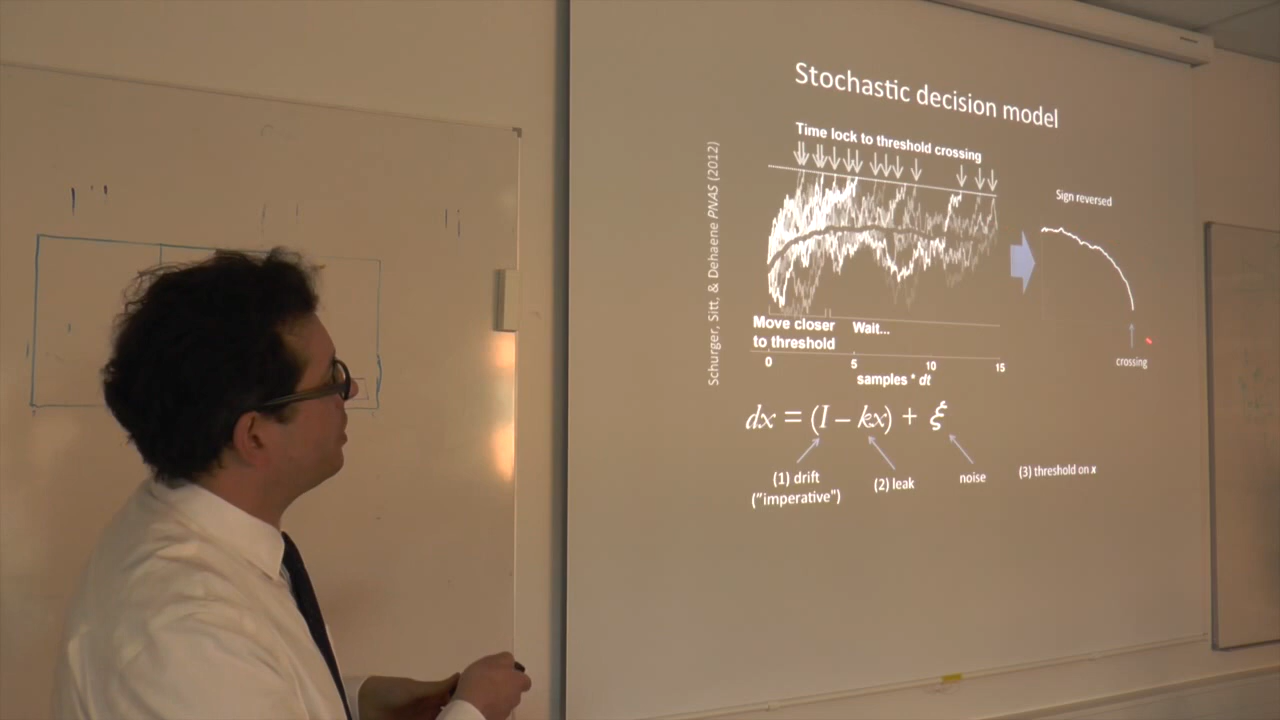 Stochastic decision model
Time lock to threshold crossing
Schurger, Sitt, & Dehaene PNAS (2012)
Sign reversed
Move closer
to threshold
Wait...
crossing
0 5 10 15
samples * dt
dx = (I – kx) + ξ
(1) drift
("imperative")
(2) leak
noise
(3) threshold on x